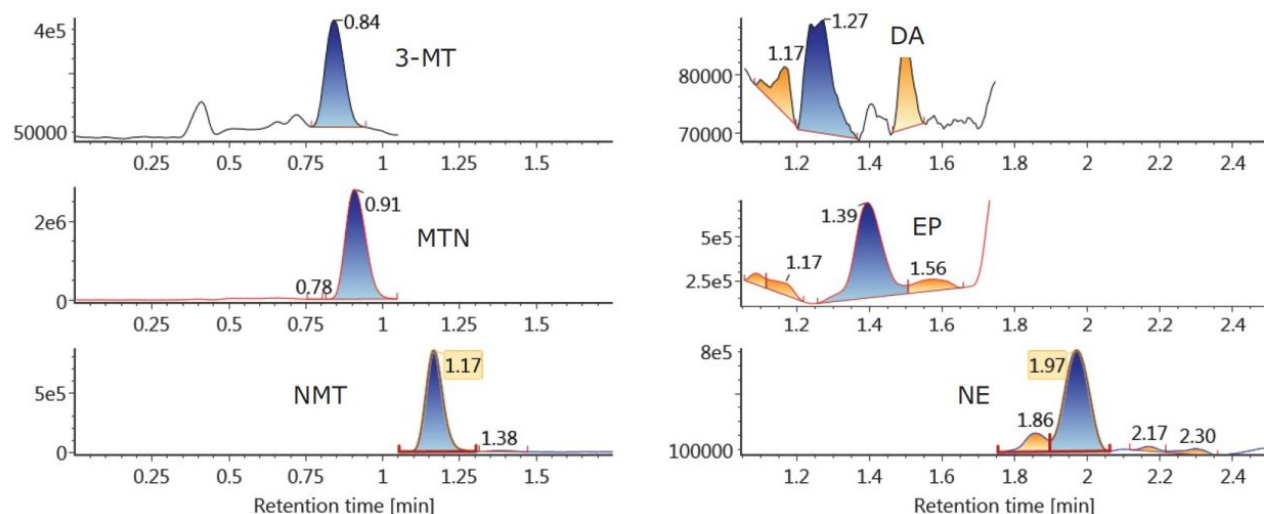 4e5
0.84
3-MT
50000
0.25 0.5 0.75 1 1.25 1.5
2e6
0.91
MTN
0.78
0
0.25 0.5 0.75 1 1.25 1.5
5e5
1.17
NMT
1.38
0
0.25 0.5 0.75 1 1.25 1.5
Retention time [min]
1.27
DA
1.17
80000
70000
1.2 1.4 1.6 1.8 2 2.2 2.4
1.39
EP
5e5
1.17
1.56
2.5e5
1.2 1.4 1.6 1.8 2 2.2 2.4
8e5
1.97
NE
1.86
2.17 2.30
100000
1.2 1.4 1.6 1.8 2 2.2 2.4
Retention time [min]